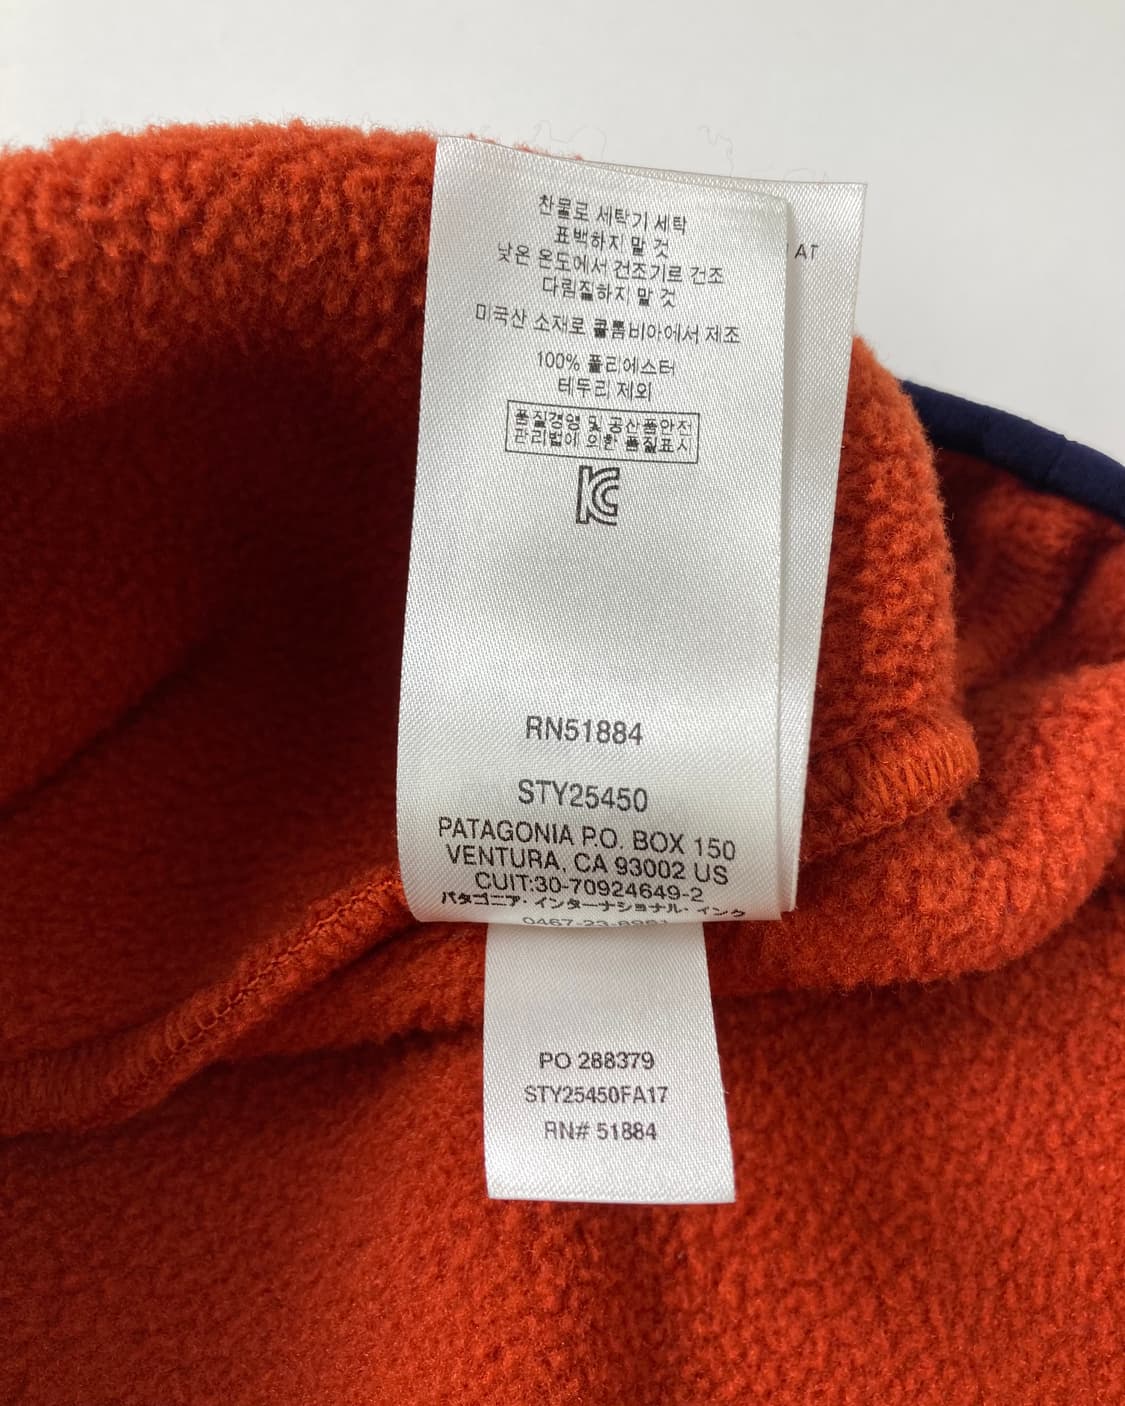 찬물로 세탁기 세탁
표백하지 말 것
낮은 온도에서 건조기로 건조
다림질하지 말 것
미국산 소재로 콜롬비아에서 제조
100% 폴리에스터
테두리 제외
품질경영 및 공산품안전
관리법에 의한 품질표시
KC
RN51884
STY25450
PATAGONIA P.O. BOX 150
VENTURA, CA 93002 US
CUIT:30-70924649-2
パタゴニア・インターナショナル・インク
AT
PO 288379
STY25450FA17
RN# 51884